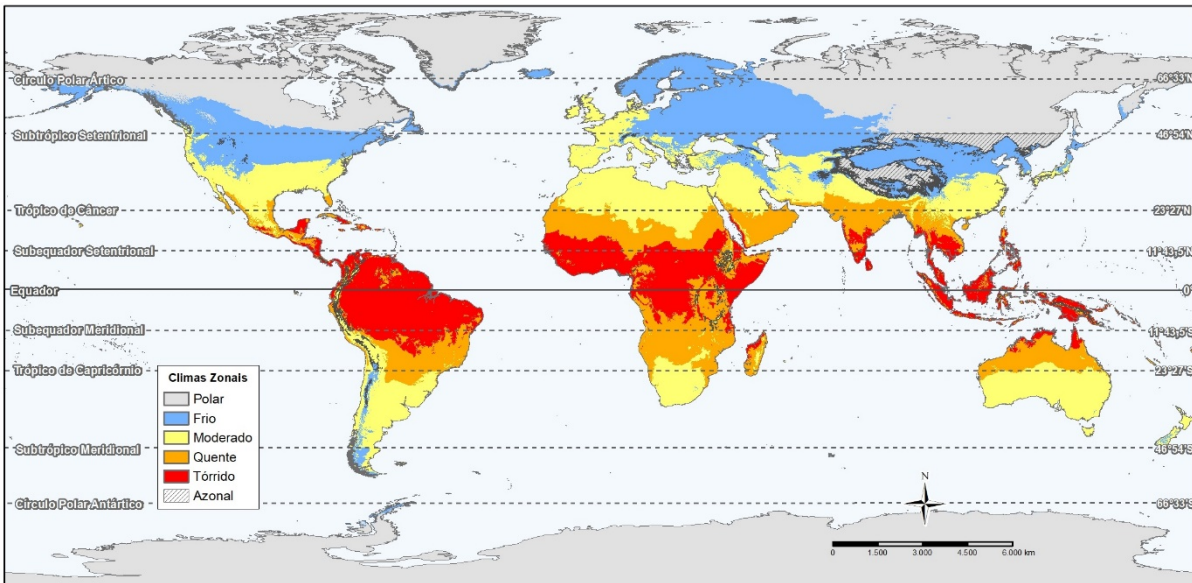 Círculo Polar Ártico
66°33'N
Subtrópico Setentrional
46°54'N
Trópico de Câncer
23°27'N
Subequador Setentrional
11°43,5'N
Equador
0°
Subequador Meridional
11°43,5'S
Trópico de Capricórnio
23°27'S
Climas Zonais
Polar
Frio
Moderado
Quente
Tórrido
Azonal
Subtrópico Meridional
46°54'S
N
Círculo Polar Antártico
66°33'S
0 1.500 3.000 4.500 6.000 km